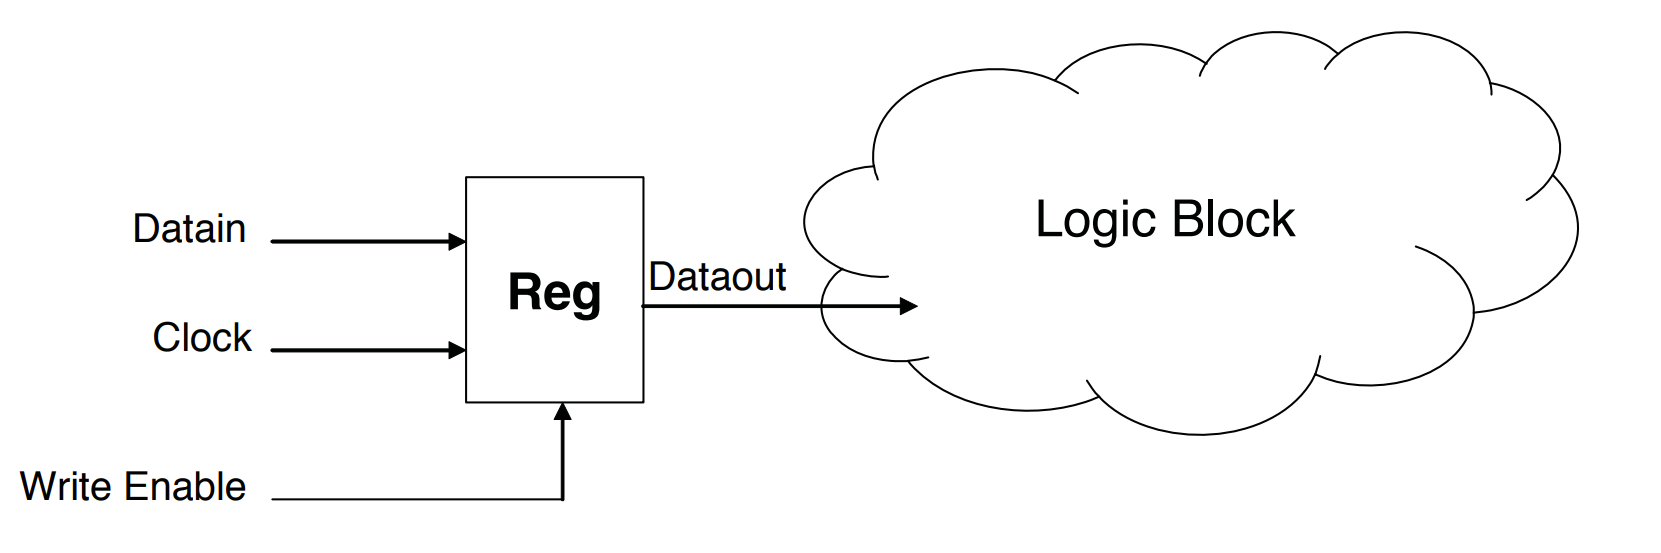 Datain
Clock
Write Enable
Reg
Dataout
Logic Block